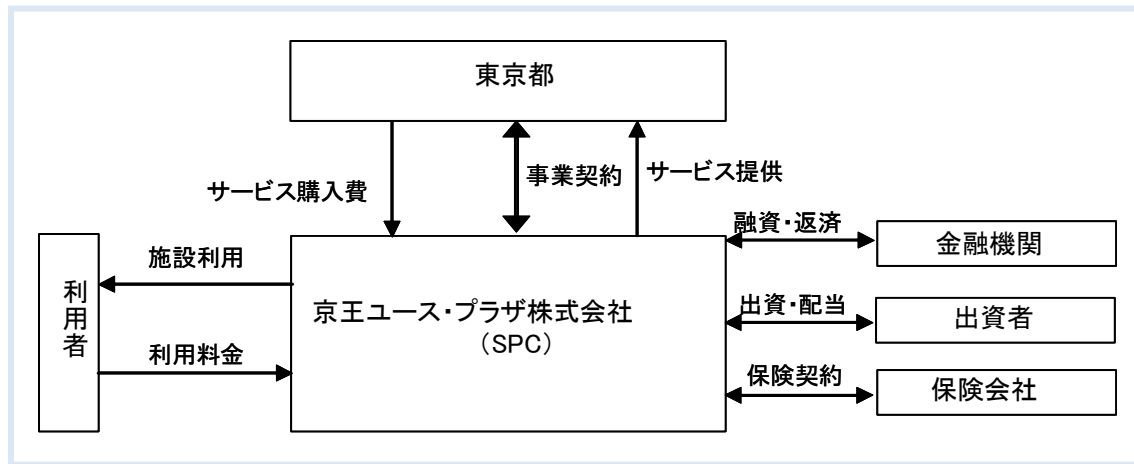 東京都
サービス購入費
事業契約
サービス提供
融資・返済
金融機関
施設利用
利用者
京王ユース・プラザ株式会社
（SPC）
出資・配当
出資者
利用料金
保険契約
保険会社